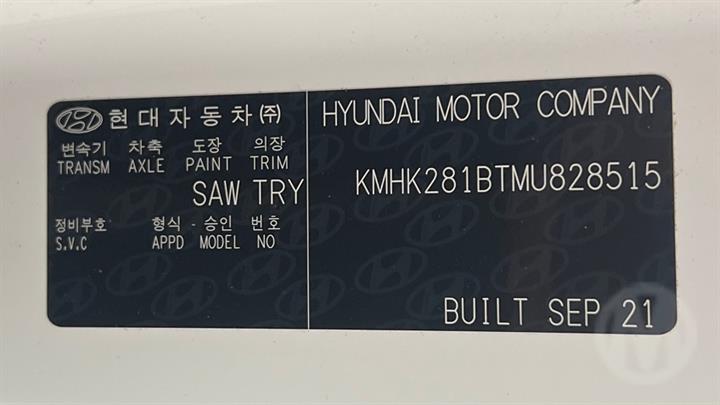 현대자동차㈜
변속기 차축 도장 의장
TRANSM AXLE PAINT TRIM
SAW TRY
정비부호 형식 - 승인 번호
S.V.C APPD MODEL NO
HYUNDAI MOTOR COMPANY
KMHK281BTMU828515
BUILT SEP 21